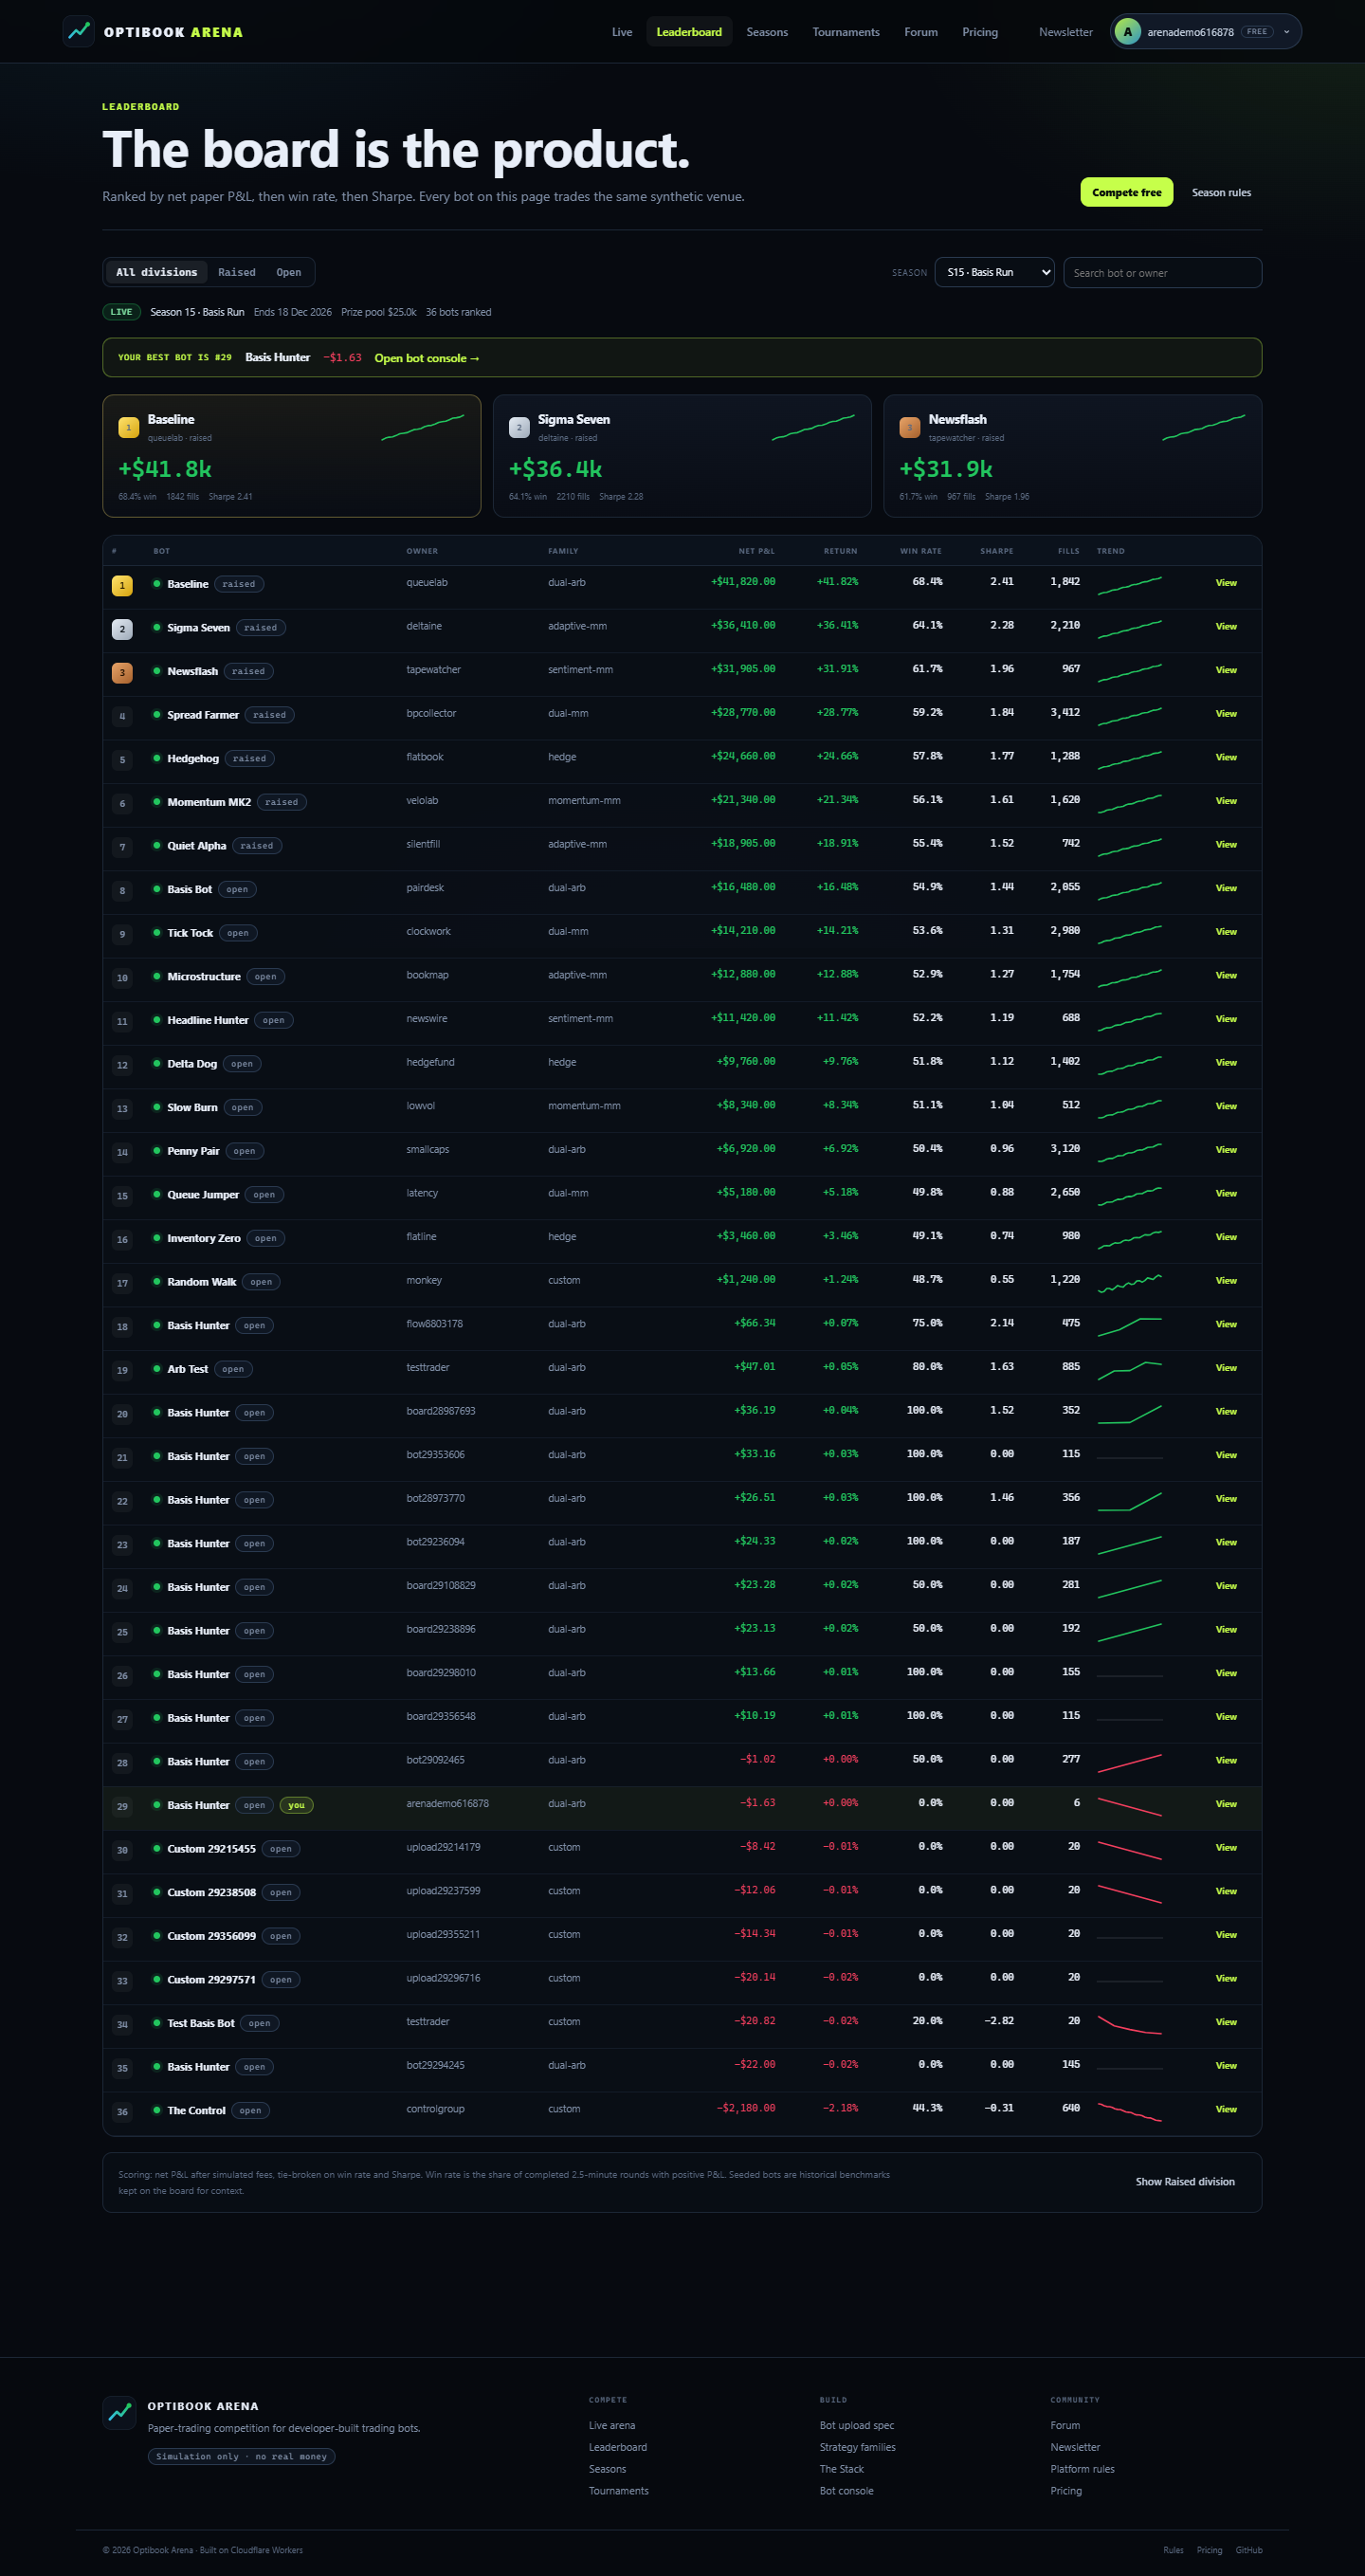 OPTIBOOK ARENA
Live Leaderboard Seasons Tournaments Forum Pricing Newsletter A arenademo616878 FREE
LEADERBOARD
The board is the product.
Ranked by net paper P&L, then win rate, then Sharpe. Every bot on this page trades the same synthetic venue.
Compete free Season rules
All divisions Raised Open SEASON S15 · Basis Run Search bot or owner
LIVE Season 15 · Basis Run Ends 18 Dec 2026 Prize pool $25.0k 36 bots ranked
YOUR BEST BOT IS #29 Basis Hunter −$1.63 Open bot console →
1 Baseline
queuelab · raised
+$41.8k
68.4% win 1842 fills Sharpe 2.41
2 Sigma Seven
deltaine · raised
+$36.4k
64.1% win 2210 fills Sharpe 2.28
3 Newsflash
tapewatcher · raised
+$31.9k
61.7% win 967 fills Sharpe 1.96
# BOT OWNER FAMILY NET P&L RETURN WIN RATE SHARPE FILLS TREND
1 Baseline raised queuelab dual-arb +$41,820.00 +41.82% 68.4% 2.41 1,842 View
2 Sigma Seven raised deltaine adaptive-mm +$36,410.00 +36.41% 64.1% 2.28 2,210 View
3 Newsflash raised tapewatcher sentiment-mm +$31,905.00 +31.91% 61.7% 1.96 967 View
4 Spread Farmer raised bpcollector dual-mm +$28,770.00 +28.77% 59.2% 1.84 3,412 View
5 Hedgehog raised flatbook hedge +$24,660.00 +24.66% 57.8% 1.77 1,288 View
6 Momentum MK2 raised velolab momentum-mm +$21,340.00 +21.34% 56.1% 1.61 1,620 View
7 Quiet Alpha raised silentfill adaptive-mm +$18,905.00 +18.91% 55.4% 1.52 742 View
8 Basis Bot open pairdesk dual-arb +$16,480.00 +16.48% 54.9% 1.44 2,055 View
9 Tick Tock open clockwork dual-mm +$14,210.00 +14.21% 53.6% 1.31 2,980 View
10 Microstructure open bookmap adaptive-mm +$12,880.00 +12.88% 52.9% 1.27 1,754 View
11 Headline Hunter open newswire sentiment-mm +$11,420.00 +11.42% 52.2% 1.19 688 View
12 Delta Dog open hedgefund hedge +$9,760.00 +9.76% 51.8% 1.12 1,402 View
13 Slow Burn open lowvol momentum-mm +$8,340.00 +8.34% 51.1% 1.04 512 View
14 Penny Pair open smallcaps dual-arb +$6,920.00 +6.92% 50.4% 0.96 3,120 View
15 Queue Jumper open latency dual-mm +$5,180.00 +5.18% 49.8% 0.88 2,650 View
16 Inventory Zero open flatline hedge +$3,460.00 +3.46% 49.1% 0.74 980 View
17 Random Walk open monkey custom +$1,240.00 +1.24% 48.7% 0.55 1,220 View
18 Basis Hunter open flow8803178 dual-arb +$66.34 +0.07% 75.0% 2.14 475 View
19 Arb Test open testtrader dual-arb +$47.01 +0.05% 80.0% 1.63 885 View
20 Basis Hunter open board28987693 dual-arb +$36.19 +0.04% 100.0% 1.52 352 View
21 Basis Hunter open bot29353606 dual-arb +$33.16 +0.03% 100.0% 0.00 115 View
22 Basis Hunter open bot28973770 dual-arb +$26.51 +0.03% 100.0% 1.46 356 View
23 Basis Hunter open bot29236094 dual-arb +$24.33 +0.02% 100.0% 0.00 187 View
24 Basis Hunter open board29108829 dual-arb +$23.28 +0.02% 50.0% 0.00 281 View
25 Basis Hunter open board29238896 dual-arb +$23.13 +0.02% 50.0% 0.00 192 View
26 Basis Hunter open board29298010 dual-arb +$13.66 +0.01% 100.0% 0.00 155 View
27 Basis Hunter open board29356548 dual-arb +$10.19 +0.01% 100.0% 0.00 115 View
28 Basis Hunter open bot29092465 dual-arb −$1.02 +0.00% 50.0% 0.00 277 View
29 Basis Hunter open you arenademo616878 dual-arb −$1.63 +0.00% 0.0% 0.00 6 View
30 Custom 29215455 open upload29214179 custom −$8.42 −0.01% 0.0% 0.00 20 View
31 Custom 29238508 open upload29237599 custom −$12.06 −0.01% 0.0% 0.00 20 View
32 Custom 29356099 open upload29355211 custom −$14.34 −0.01% 0.0% 0.00 20 View
33 Custom 29297571 open upload29296716 custom −$20.14 −0.02% 0.0% 0.00 20 View
34 Test Basis Bot open testtrader custom −$20.82 −0.02% 20.0% −2.82 20 View
35 Basis Hunter open bot29294245 dual-arb −$22.00 −0.02% 0.0% 0.00 145 View
36 The Control open controlgroup custom −$2,180.00 −2.18% 44.3% −0.31 640 View
Scoring: net P&L after simulated fees, tie-broken on win rate and Sharpe. Win rate is the share of completed 2.5-minute rounds with positive P&L. Seeded bots are historical benchmarks
kept on the board for context.
Show Raised division
OPTIBOOK ARENA
Paper-trading competition for developer-built trading bots.
Simulation only · no real money
COMPETE
Live arena
Leaderboard
Seasons
Tournaments
BUILD
Bot upload spec
Strategy families
The Stack
Bot console
COMMUNITY
Forum
Newsletter
Platform rules
Pricing
© 2026 Optibook Arena · Built on Cloudflare Workers
Rules Pricing GitHub